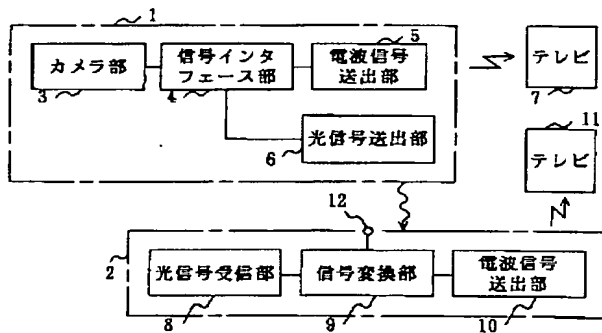 1
カメラ部
3
信号インタ
フェース部
4
電波信号
送出部
5
光信号送出部
6
テレビ
7
テレビ
11
12
2
光信号受信部
8
信号変換部
9
電波信号
送出部
10